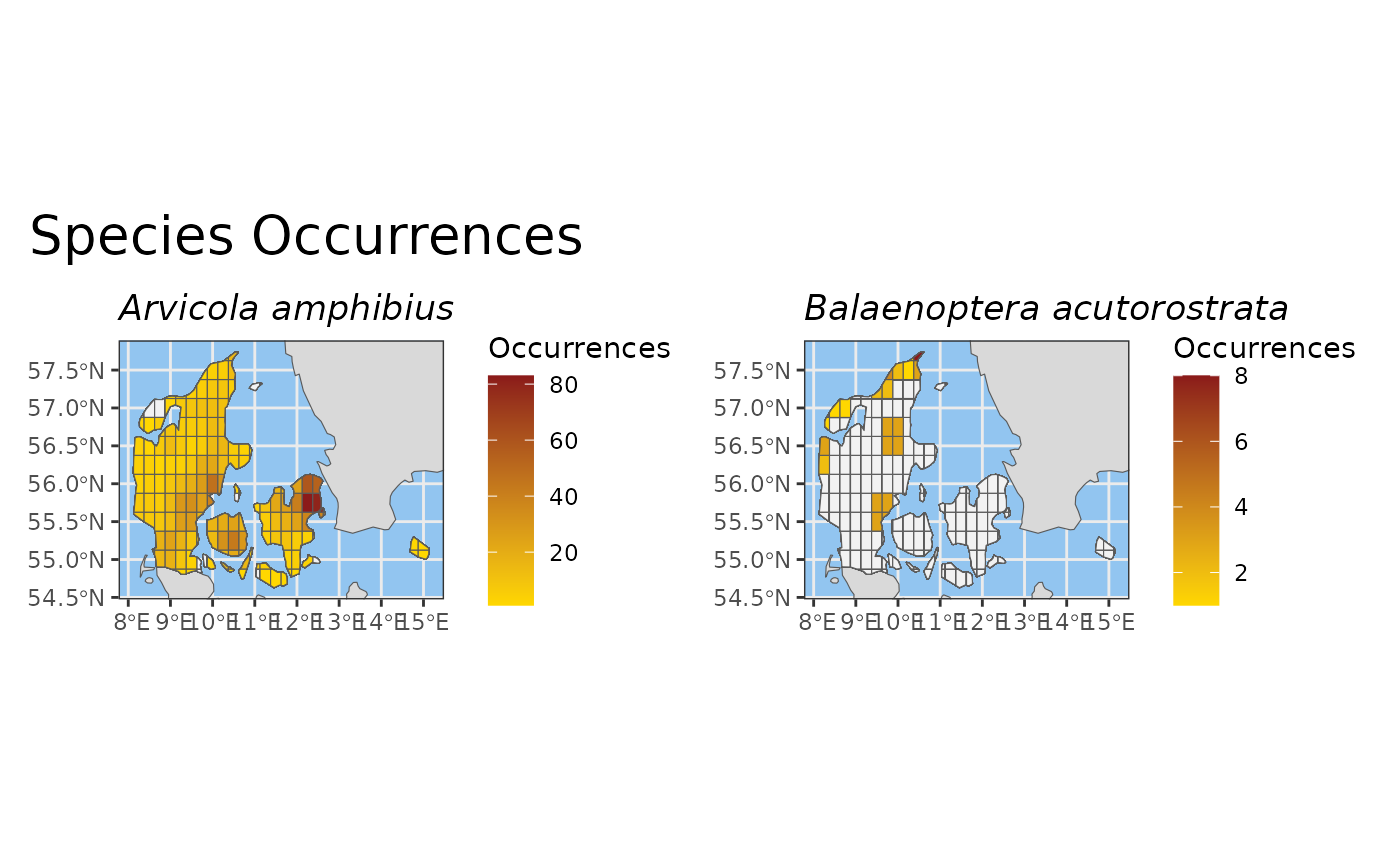 Species Occurrences
Arvicola amphibius
Occurrences
80
60
40
20
57.5°N
57.0°N
56.5°N
56.0°N
55.5°N
55.0°N
54.5°N
8°E 9°E 10°E 11°E 12°E 13°E 14°E 15°E
Balaenoptera acutorostrata
Occurrences
8
6
4
2
57.5°N
57.0°N
56.5°N
56.0°N
55.5°N
55.0°N
54.5°N
8°E 9°E 10°E 11°E 12°E 13°E 14°E 15°E